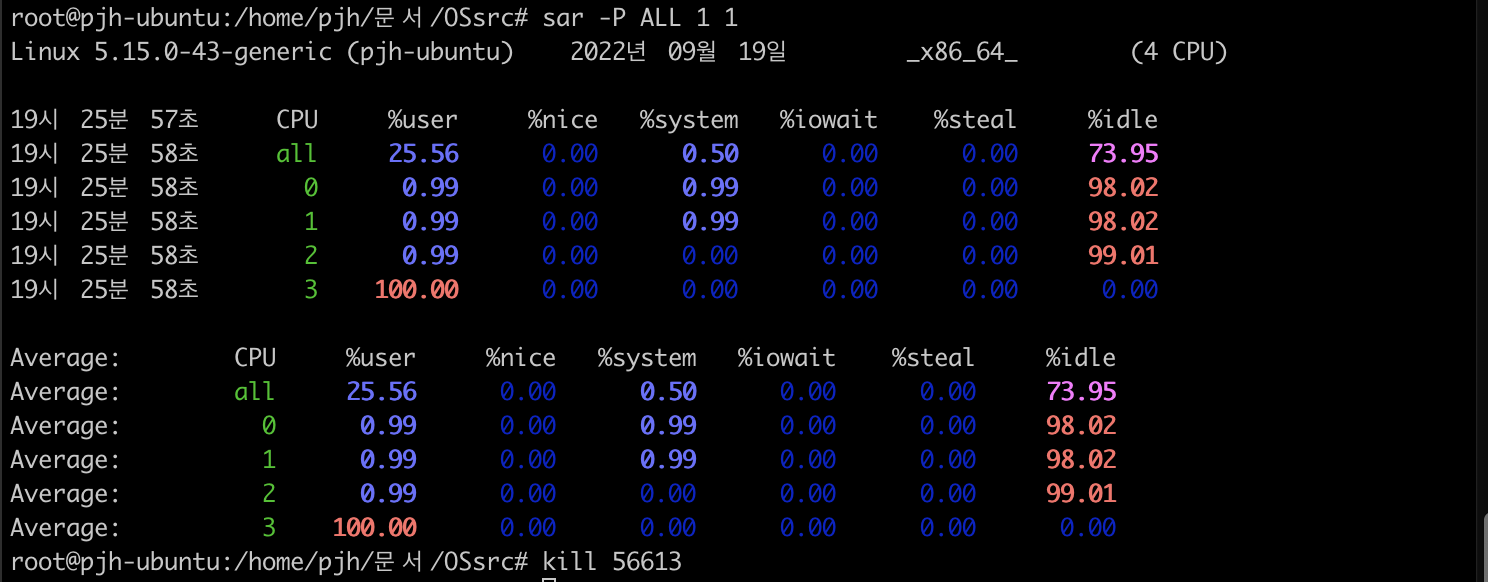 root@pjh-ubuntu:/home/pjh/문서/OSsrc# sar -P ALL 1 1
Linux 5.15.0-43-generic (pjh-ubuntu) 2022년 09월 19일 _x86_64_ (4 CPU)
19시 25분 57초 CPU %user %nice %system %iowait %steal %idle
19시 25분 58초 all 25.56 0.00 0.50 0.00 0.00 73.95
19시 25분 58초 0 0.99 0.00 0.99 0.00 0.00 98.02
19시 25분 58초 1 0.99 0.00 0.99 0.00 0.00 98.02
19시 25분 58초 2 0.99 0.00 0.00 0.00 0.00 99.01
19시 25분 58초 3 100.00 0.00 0.00 0.00 0.00 0.00
Average: CPU %user %nice %system %iowait %steal %idle
Average: all 25.56 0.00 0.50 0.00 0.00 73.95
Average: 0 0.99 0.00 0.99 0.00 0.00 98.02
Average: 1 0.99 0.00 0.99 0.00 0.00 98.02
Average: 2 0.99 0.00 0.00 0.00 0.00 99.01
Average: 3 100.00 0.00 0.00 0.00 0.00 0.00
root@pjh-ubuntu:/home/pjh/문서/OSsrc# kill 56613